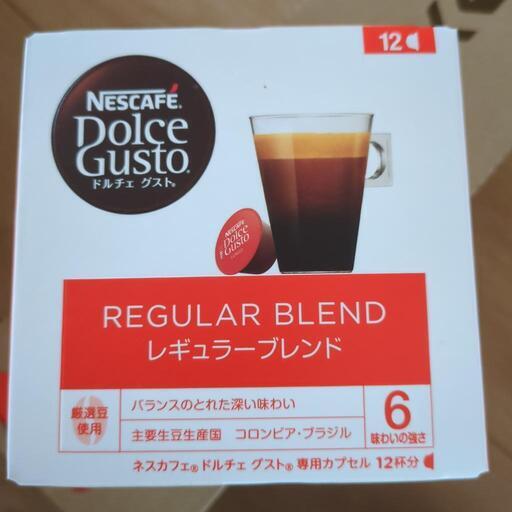 12
NESCAFÉ®
Dolce
Gusto®
ドルチェ グスト®
NESCAFÉ
Dolce
Gusto
REGULAR BLEND
レギュラーブレンド
厳選豆
使用
バランスのとれた深い味わい
主要生豆生産国 コロンビア・ブラジル
6
味わいの強さ
ネスカフェ® ドルチェ グスト® 専用カプセル 12杯分